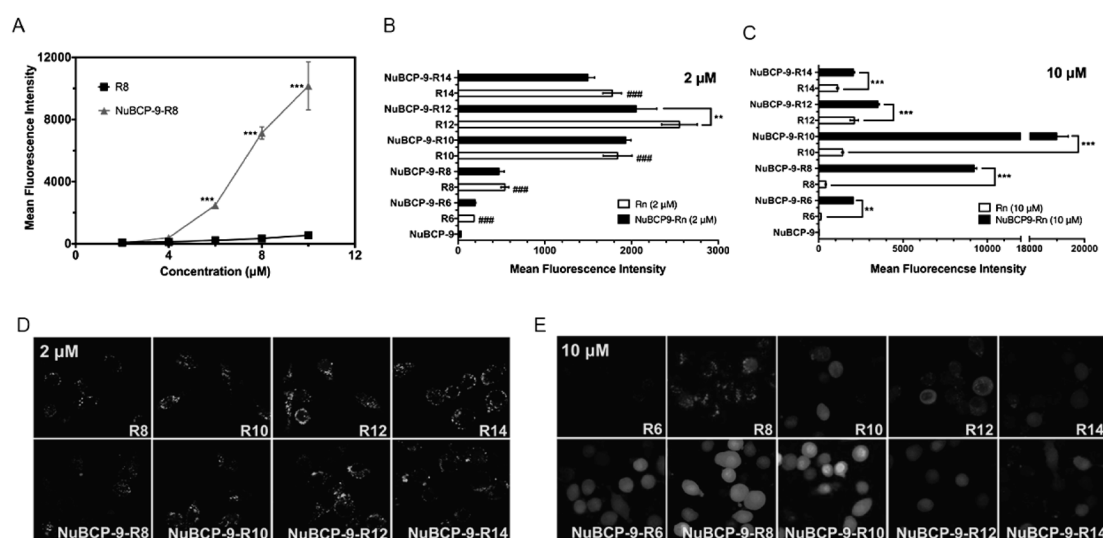 A
Mean Fluorescence Intensity
12000
8000
4000
0
0
4
8
12
Concentration (µM)
R8
NuBCP-9-R8
***
***
***
***
B
2 µM
NuBCP-9-R14
R14
NuBCP-9-R12
R12
NuBCP-9-R10
R10
NuBCP-9-R8
R8
NuBCP-9-R6
R6
NuBCP-9
###
**
###
###
###
Rn (2 µM)
NuBCP9-Rn (2 µM)
0
1000
2000
3000
Mean Fluorescence Intensity
C
10 µM
NuBCP-9-R14
R14
NuBCP-9-R12
R12
NuBCP-9-R10
R10
NuBCP-9-R8
R8
NuBCP-9-R6
R6
NuBCP-9
***
***
***
***
**
Rn (10 µM)
NuBCP-9-Rn (10 µM)
0
5000
10000
18000
20000
Mean Fluorecencse Intensity
D
2 µM
R8
R10
R12
R14
NuBCP-9-R8
NuBCP-9-R10
NuBCP-9-R12
NuBCP-9-R14
E
10 µM
R6
R8
R10
R12
R14
NuBCP-9-R6
NuBCP-9-R8
NuBCP-9-R10
NuBCP-9-R12
NuBCP-9-R14